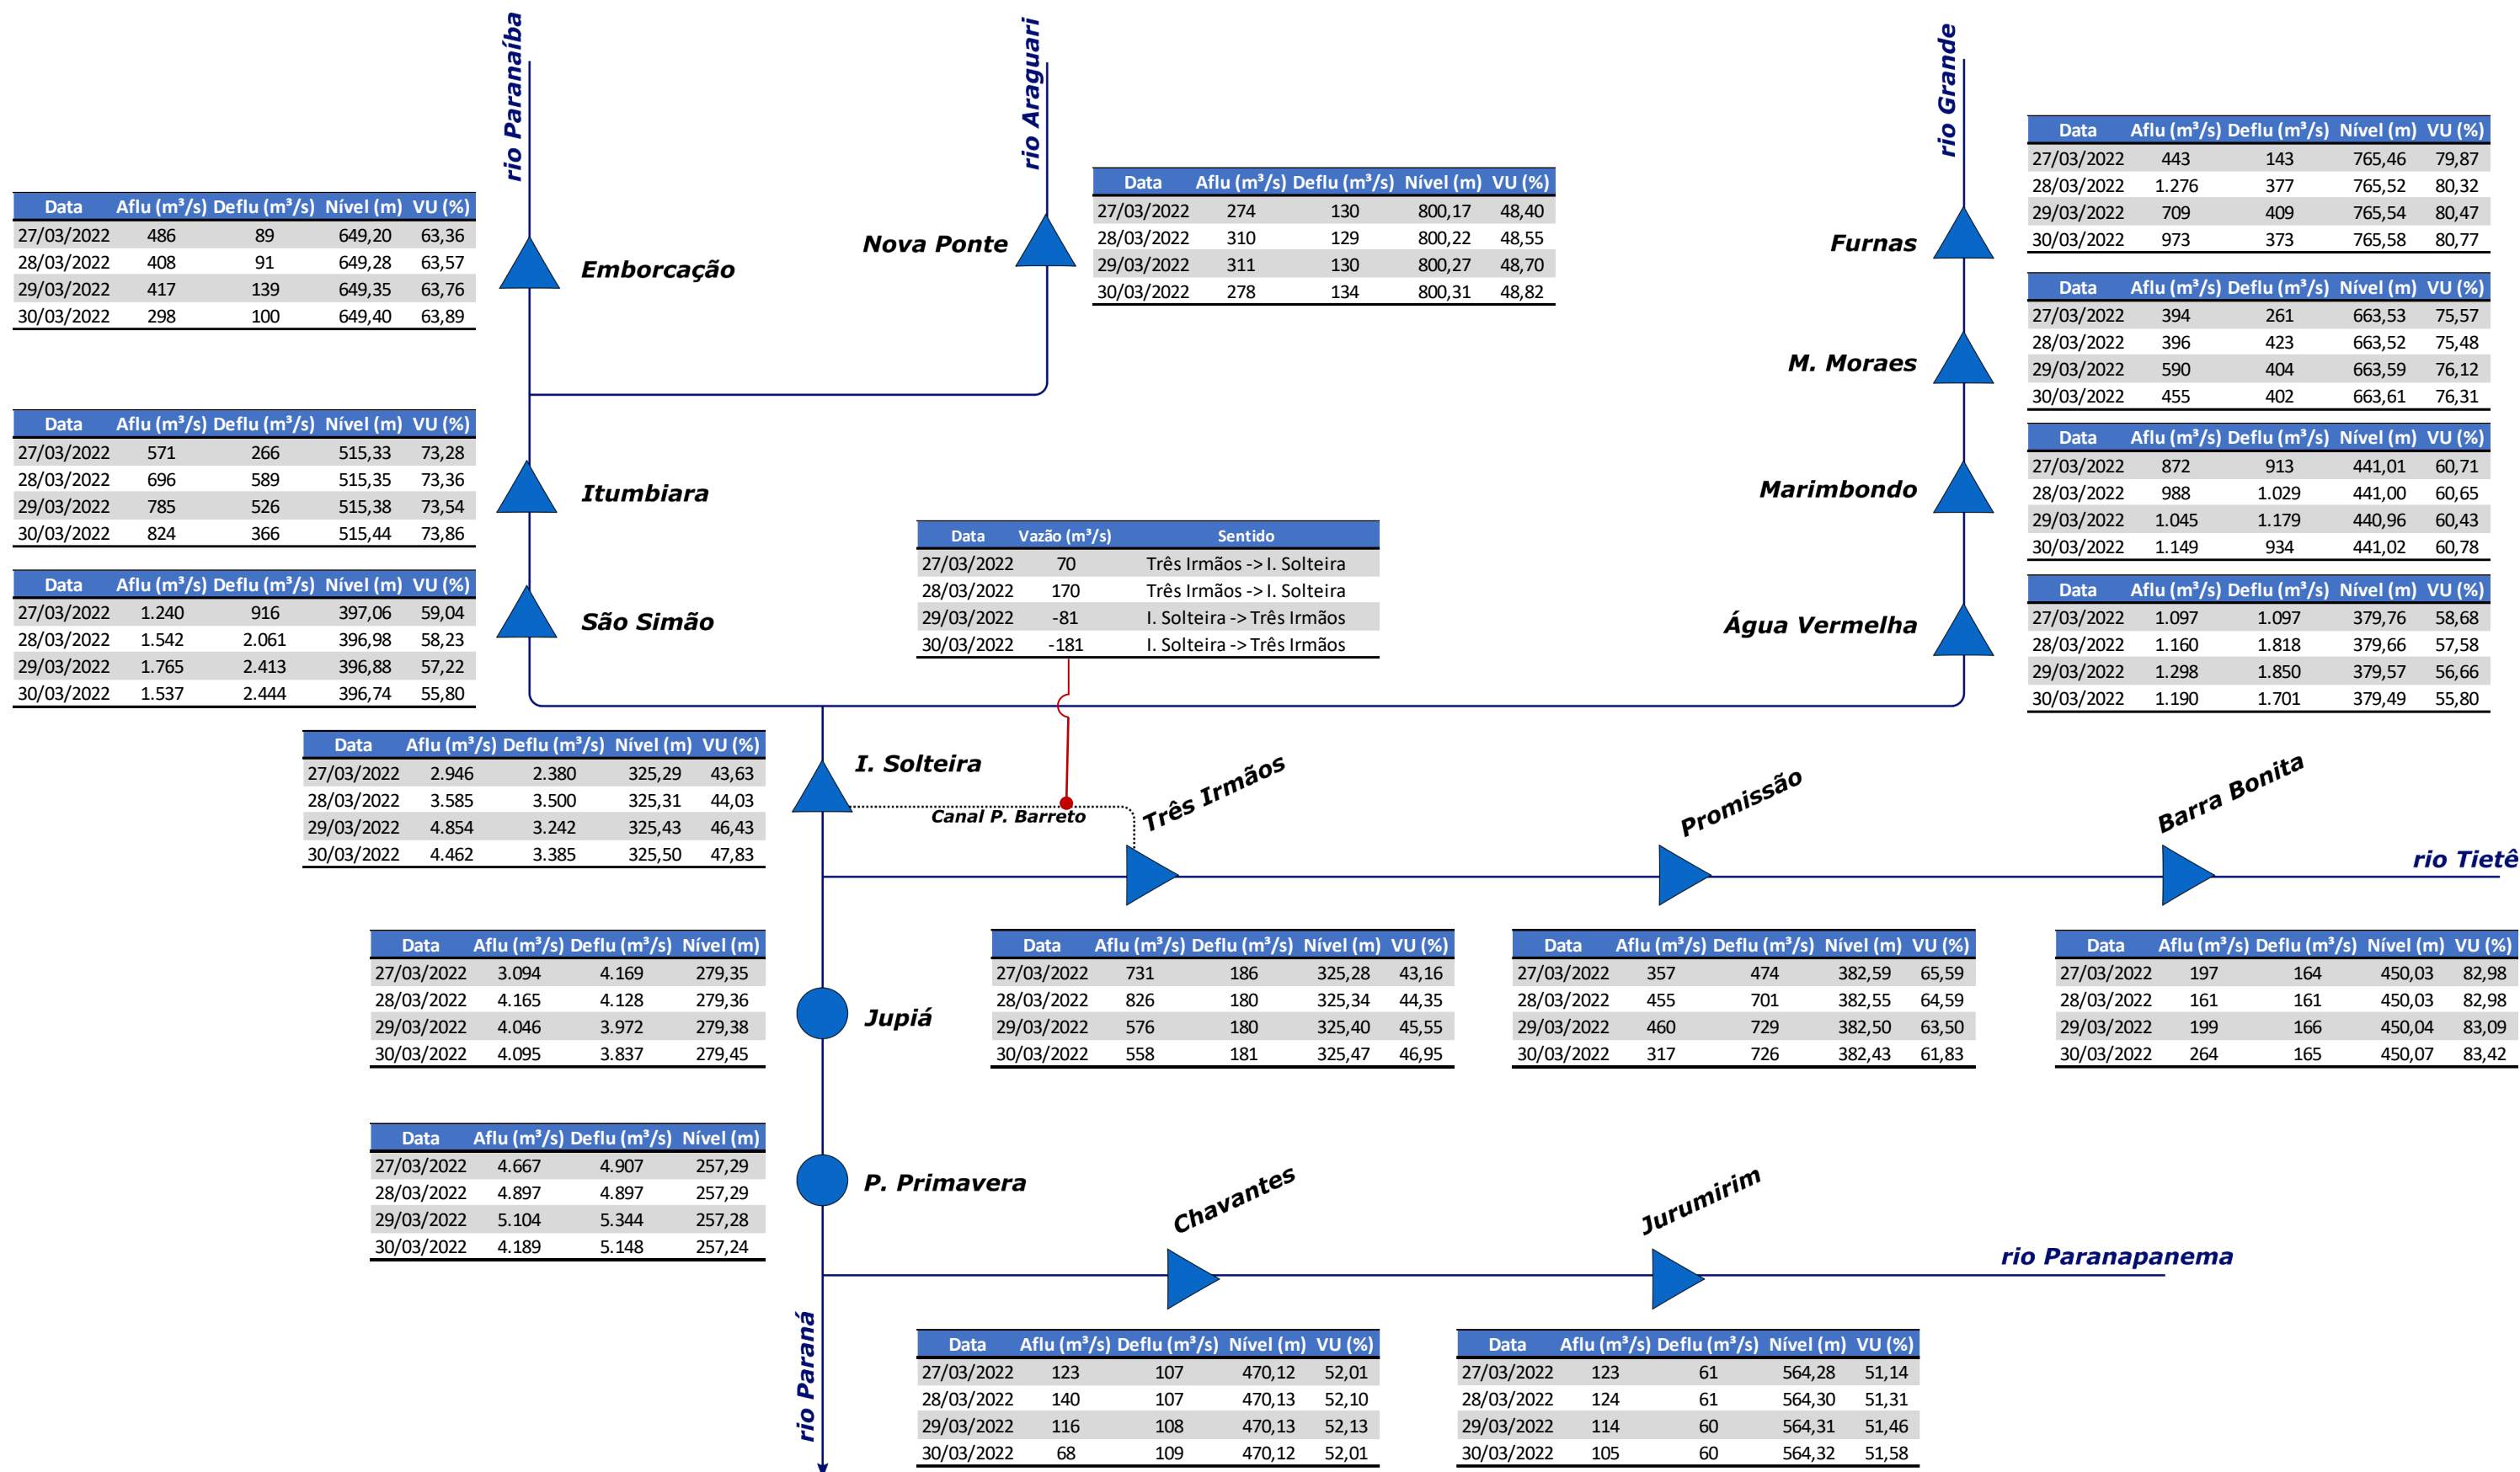 rio Paranaíba
rio Araguari
rio Grande
Data Aflu (m³/s) Deflu (m³/s) Nível (m) VU (%)
27/03/2022 443 143 765,46 79,87
28/03/2022 1.276 377 765,52 80,32
29/03/2022 709 409 765,54 80,47
30/03/2022 973 373 765,58 80,77
Furnas
Data Aflu (m³/s) Deflu (m³/s) Nível (m) VU (%)
27/03/2022 274 130 800,17 48,40
28/03/2022 310 129 800,22 48,55
29/03/2022 311 130 800,27 48,70
30/03/2022 278 134 800,31 48,82
Nova Ponte
Data Aflu (m³/s) Deflu (m³/s) Nível (m) VU (%)
27/03/2022 486 89 649,20 63,36
28/03/2022 408 91 649,28 63,57
29/03/2022 417 139 649,35 63,76
30/03/2022 298 100 649,40 63,89
Emborcação
Data Aflu (m³/s) Deflu (m³/s) Nível (m) VU (%)
27/03/2022 394 261 663,53 75,57
28/03/2022 396 423 663,52 75,48
29/03/2022 590 404 663,59 76,12
30/03/2022 455 402 663,61 76,31
M. Moraes
Data Aflu (m³/s) Deflu (m³/s) Nível (m) VU (%)
27/03/2022 571 266 515,33 73,28
28/03/2022 696 589 515,35 73,36
29/03/2022 785 526 515,38 73,54
30/03/2022 824 366 515,44 73,86
Itumbiara
Data Aflu (m³/s) Deflu (m³/s) Nível (m) VU (%)
27/03/2022 872 913 441,01 60,71
28/03/2022 988 1.029 441,00 60,65
29/03/2022 1.045 1.179 440,96 60,43
30/03/2022 1.149 934 441,02 60,78
Marimbondo
Data Vazão (m³/s) Sentido
27/03/2022 70 Três Irmãos -> I. Solteira
28/03/2022 170 Três Irmãos -> I. Solteira
29/03/2022 -81 I. Solteira -> Três Irmãos
30/03/2022 -181 I. Solteira -> Três Irmãos
Data Aflu (m³/s) Deflu (m³/s) Nível (m) VU (%)
27/03/2022 1.240 916 397,06 59,04
28/03/2022 1.542 2.061 396,98 58,23
29/03/2022 1.765 2.413 396,88 57,22
30/03/2022 1.537 2.444 396,74 55,80
São Simão
Data Aflu (m³/s) Deflu (m³/s) Nível (m) VU (%)
27/03/2022 1.097 1.097 379,76 58,68
28/03/2022 1.160 1.818 379,66 57,58
29/03/2022 1.298 1.850 379,57 56,66
30/03/2022 1.190 1.701 379,49 55,80
Água Vermelha
Data Aflu (m³/s) Deflu (m³/s) Nível (m) VU (%)
27/03/2022 2.946 2.380 325,29 43,63
28/03/2022 3.585 3.500 325,31 44,03
29/03/2022 4.854 3.242 325,43 46,43
30/03/2022 4.462 3.385 325,50 47,83
I. Solteira
Canal P. Barreto
Três Irmãos
Promissão
Barra Bonita
rio Tietê
Data Aflu (m³/s) Deflu (m³/s) Nível (m)
27/03/2022 3.094 4.169 279,35
28/03/2022 4.165 4.128 279,36
29/03/2022 4.046 3.972 279,38
30/03/2022 4.095 3.837 279,45
Jupiá
Data Aflu (m³/s) Deflu (m³/s) Nível (m) VU (%)
27/03/2022 731 186 325,28 43,16
28/03/2022 826 180 325,34 44,35
29/03/2022 576 180 325,40 45,55
30/03/2022 558 181 325,47 46,95
Data Aflu (m³/s) Deflu (m³/s) Nível (m) VU (%)
27/03/2022 357 474 382,59 65,59
28/03/2022 455 701 382,55 64,59
29/03/2022 460 729 382,50 63,50
30/03/2022 317 726 382,43 61,83
Data Aflu (m³/s) Deflu (m³/s) Nível (m) VU (%)
27/03/2022 197 164 450,03 82,98
28/03/2022 161 161 450,03 82,98
29/03/2022 199 166 450,04 83,09
30/03/2022 264 165 450,07 83,42
Data Aflu (m³/s) Deflu (m³/s) Nível (m)
27/03/2022 4.667 4.907 257,29
28/03/2022 4.897 4.897 257,29
29/03/2022 5.104 5.344 257,28
30/03/2022 4.189 5.148 257,24
P. Primavera
Chavantes
Jurumirim
rio Paranapanema
rio Paraná
Data Aflu (m³/s) Deflu (m³/s) Nível (m) VU (%)
27/03/2022 123 107 470,12 52,01
28/03/2022 140 107 470,13 52,10
29/03/2022 116 108 470,13 52,13
30/03/2022 68 109 470,12 52,01
Data Aflu (m³/s) Deflu (m³/s) Nível (m) VU (%)
27/03/2022 123 61 564,28 51,14
28/03/2022 124 61 564,30 51,31
29/03/2022 114 60 564,31 51,46
30/03/2022 105 60 564,32 51,58